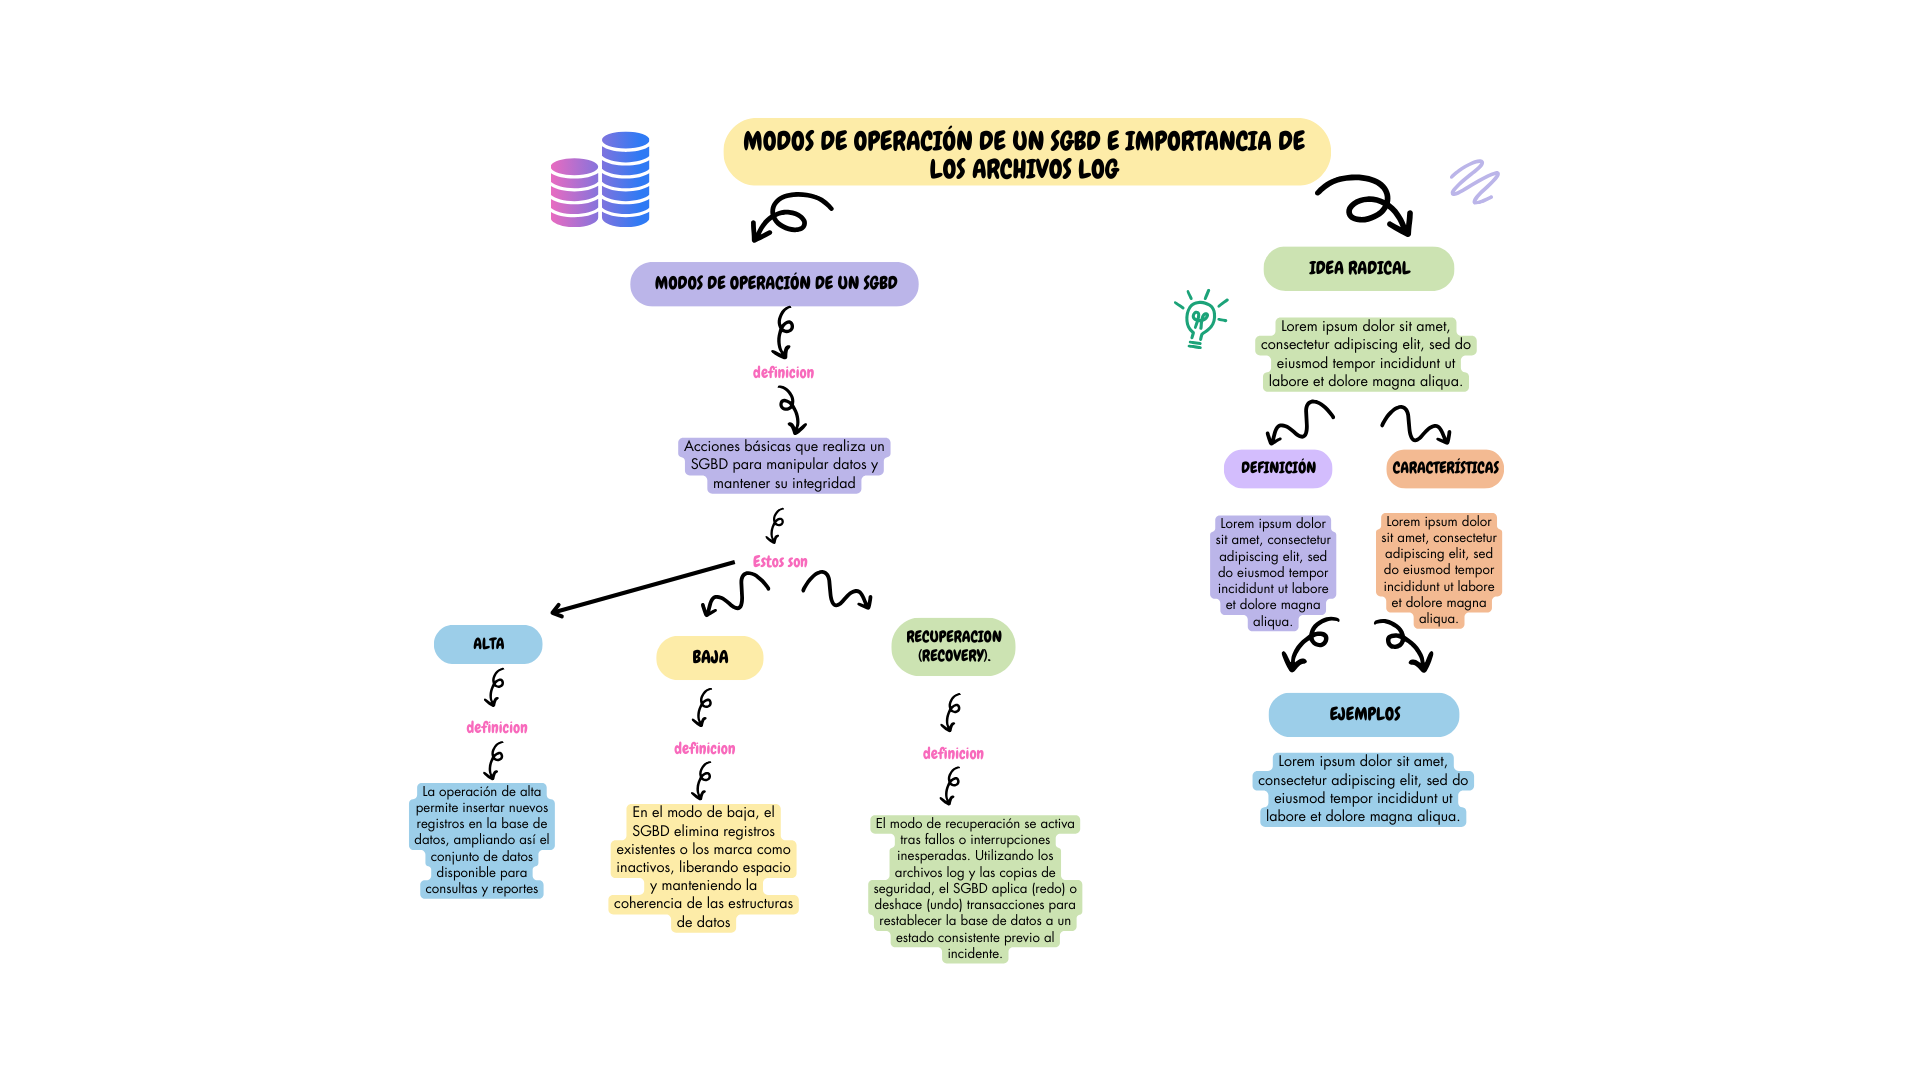 MODOS DE OPERACIÓN DE UN SGBD E IMPORTANCIA DE
LOS ARCHIVOS LOG
MODOS DE OPERACIÓN DE UN SGBD
definicion
Acciones básicas que realiza un
SGBD para manipular datos y
mantener su integridad
Estos son
ALTA
definicion
La operación de alta
permite insertar nuevos
registros en la base de
datos, ampliando así el
conjunto de datos
disponible para
consultas y reportes
BAJA
definicion
En el modo de baja, el
SGBD elimina registros
existentes o los marca como
inactivos, liberando espacio
y manteniendo la
coherencia de las estructuras
de datos
RECUPERACION
(RECOVERY).
definicion
El modo de recuperación se activa
tras fallos o interrupciones
inesperadas. Utilizando los
archivos log y las copias de
seguridad, el SGBD aplica (redo) o
deshace (undo) transacciones para
restablecer la base de datos a un
estado consistente previo al
incidente.
IDEA RADICAL
Lorem ipsum dolor sit amet,
consectetur adipiscing elit, sed do
eiusmod tempor incididunt ut
labore et dolore magna aliqua.
DEFINICIÓN
Lorem ipsum dolor
sit amet, consectetur
adipiscing elit, sed
do eiusmod tempor
incididunt ut labore
et dolore magna
aliqua.
CARACTERÍSTICAS
Lorem ipsum dolor
sit amet, consectetur
adipiscing elit, sed
do eiusmod tempor
incididunt ut labore
et dolore magna
aliqua.
EJEMPLOS
Lorem ipsum dolor sit amet,
consectetur adipiscing elit, sed do
eiusmod tempor incididunt ut
labore et dolore magna aliqua.